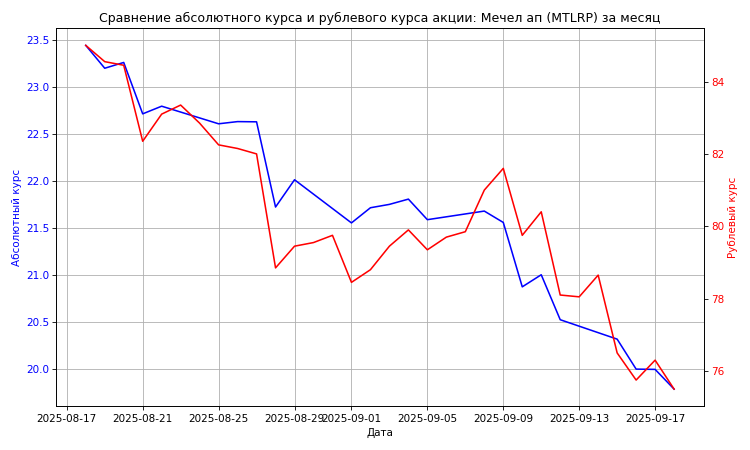 Сравнение абсолютного курса и рублевого курса акции: Мечел ап (MTLRP) за месяц
23.5
23.0
22.5
22.0
21.5
21.0
20.5
20.0
Абсолютный курс
84
82
80
78
76
Рублевый курс
2025-08-17 2025-08-21 2025-08-25 2025-08-29 2025-09-01 2025-09-05 2025-09-09 2025-09-13 2025-09-17
Дата